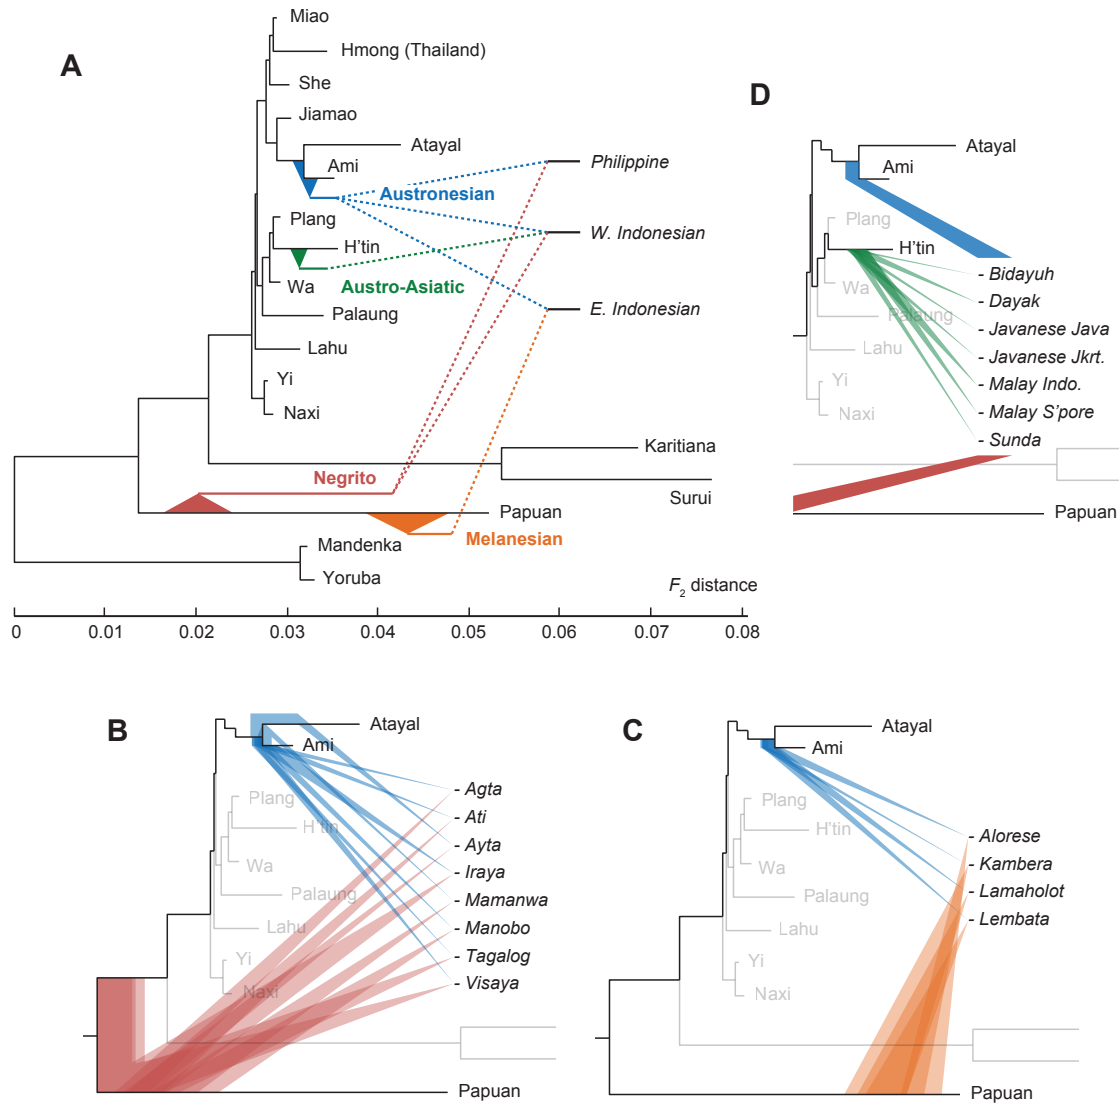 A
Miao
Hmong (Thailand)
She
Jiamao
Atayal
Ami
Austronesian
Philippine
Plang
W. Indonesian
H'tin
Austro-Asiatic
Wa
E. Indonesian
Palaung
Lahu
Yi
Naxi
Karitiana
Negrito
Surui
Papuan
Melanesian
Mandenka
Yoruba
F2 distance
0 0.01 0.02 0.03 0.04 0.05 0.06 0.07 0.08
D
Atayal
Ami
Plang
H'tin
Wa
Palaung
Lahu
Yi
Naxi
- Bidayuh
- Dayak
- Javanese Java
- Javanese Jkrt.
- Malay Indo.
- Malay S'pore
- Sunda
Papuan
B
Atayal
Ami
Plang
H'tin
Wa
Palaung
Lahu
Yi
Naxi
- Agta
- Ati
- Ayta
- Iraya
- Mamanwa
- Manobo
- Tagalog
- Visaya
Papuan
C
Atayal
Ami
Plang
H'tin
Wa
Palaung
Lahu
Yi
Naxi
- Alorese
- Kambera
- Lamaholot
- Lembata
Papuan